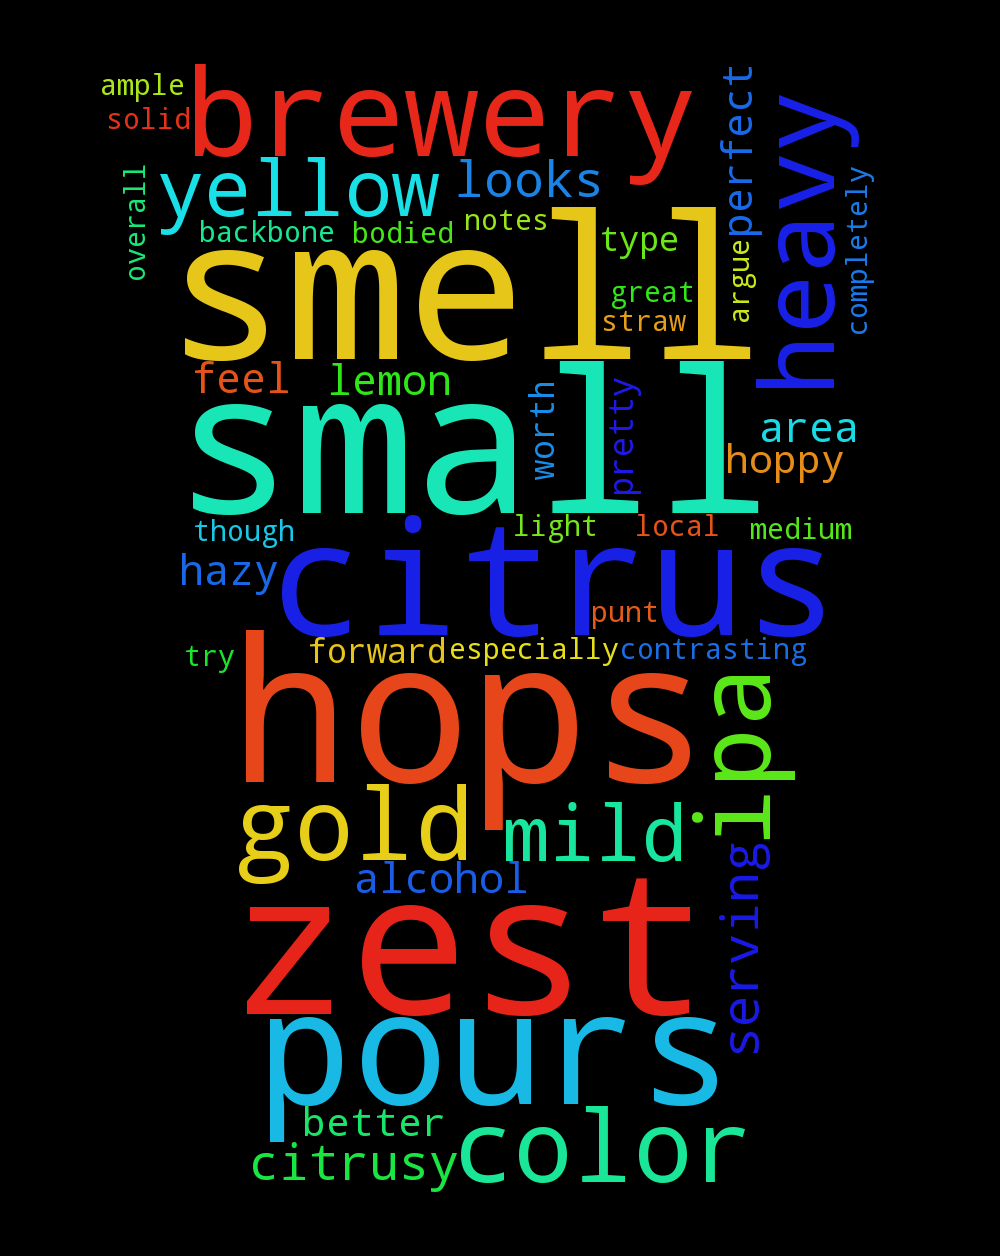 ample
brewery
perfect
heavy
solid
overall
yellow
looks
completely
backbone
bodied
notes
type
argue
smell
great
straw
feel
lemon
small
worth
pretty
area
hoppy
though
light
local
medium
citrus
hazy
punt
try
forward
especially
contrasting
hops
ipa
gold
mild
serving
alcohol
zest
pours
better
color
citrusy